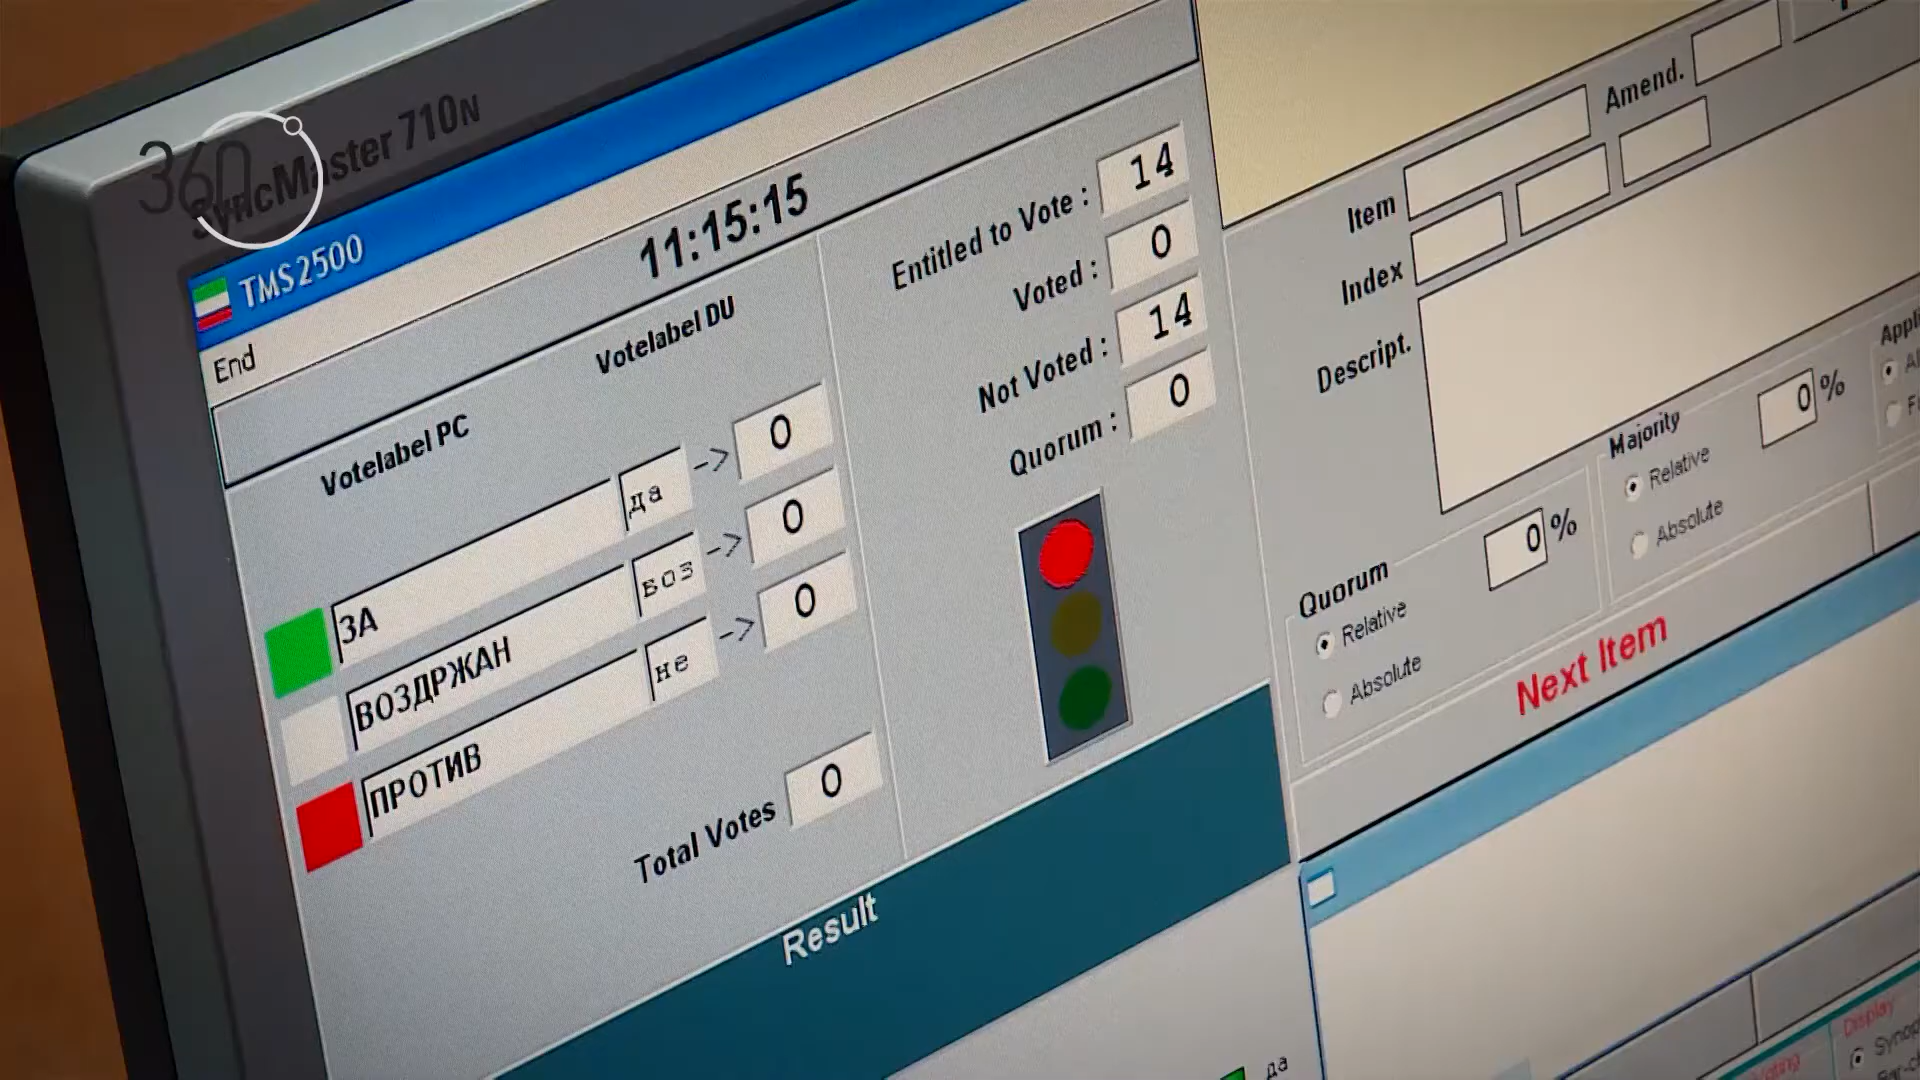 360
SyncMaster 710N
TMS2500
End
11:15:15
Votelabel PC
Votelabel DU
ЗА
да
->
0
ВОЗДРЖАН
воз
->
0
ПРОТИВ
не
->
0
Total Votes
0
Entitled to Vote :
14
Voted :
0
Not Voted :
14
Quorum :
0
Result
да
Item
Amend.
Index
Descript.
Quorum
Relative
Absolute
0 %
Majority
Relative
Absolute
0 %
Next Item
Display